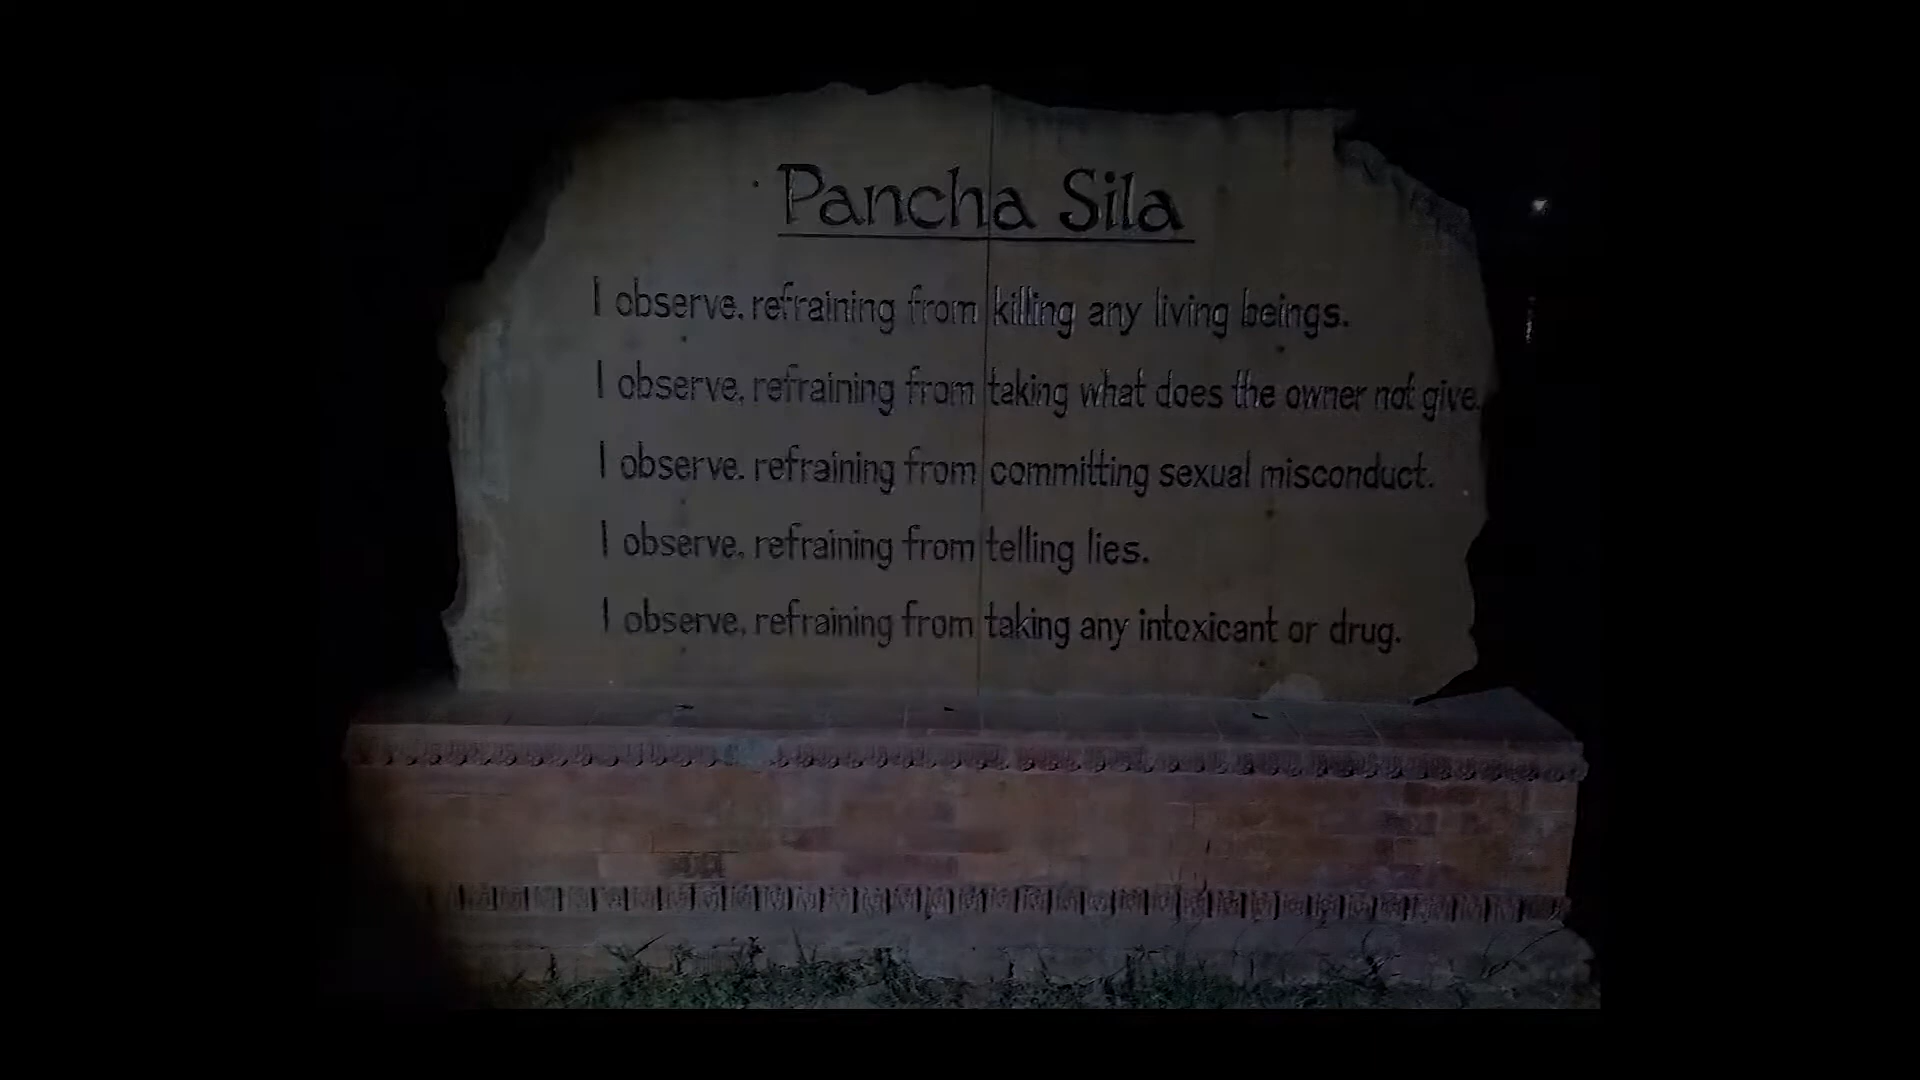 Pancha Sila
I observe. refraining from killing any living beings.
I observe. refraining from taking what does the owner not give.
I observe. refraining from committing sexual misconduct.
I observe. refraining from telling lies.
I observe. refraining from taking any intoxicant or drug.